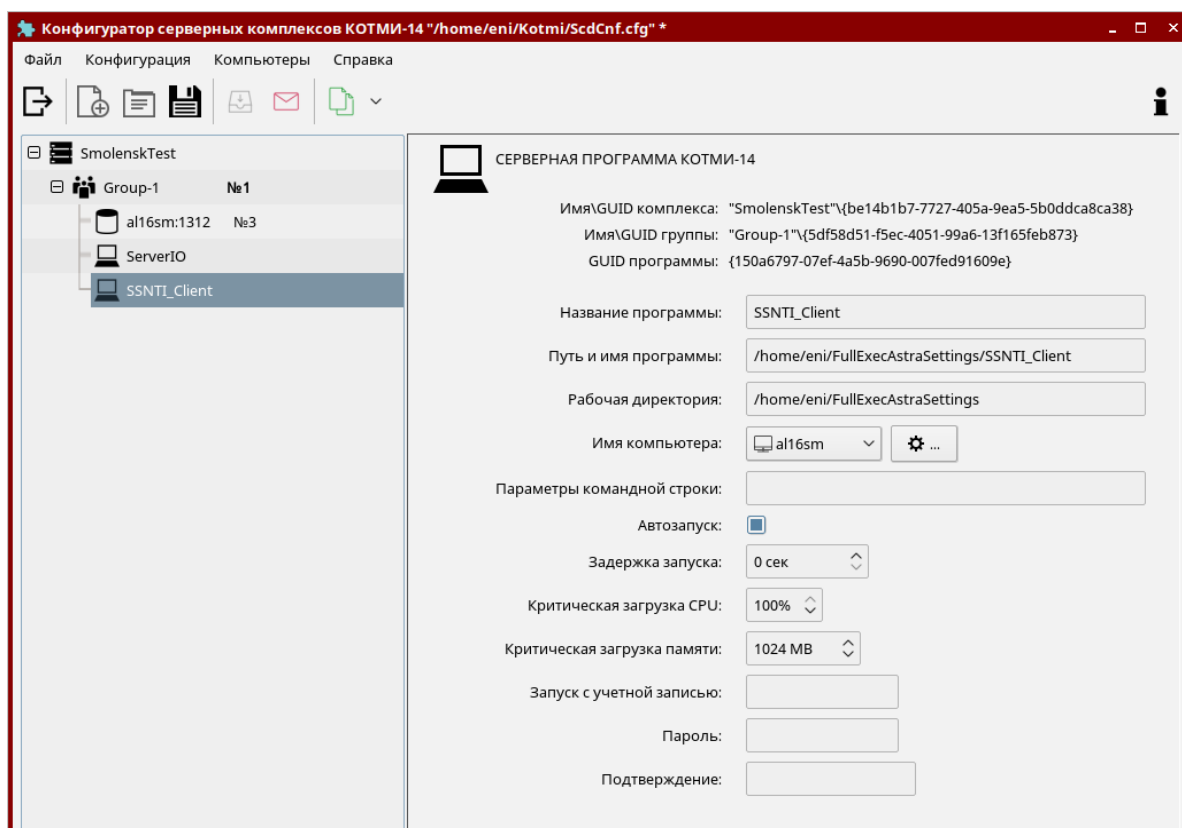 Конфигуратор серверных комплексов КОТМИ-14 "/home/eni/Kotmi/ScdCnf.cfg" *
Файл Конфигурация Компьютеры Справка
SmolenskTest
Group-1 №1
al16sm:1312 №3
ServerIO
SSNTI_Client
СЕРВЕРНАЯ ПРОГРАММА КОТМИ-14
Имя\GUID комплекса: "SmolenskTest"\{be14b1b7-7727-405a-9ea5-5b0ddca8ca38}
Имя\GUID группы: "Group-1"\{5df58d51-f5ec-4051-99a6-13f165feb873}
GUID программы: {150a6797-07ef-4a5b-9690-007fed91609e}
Название программы: SSNTI_Client
Путь и имя программы: /home/eni/FullExecAstraSettings/SSNTI_Client
Рабочая директория: /home/eni/FullExecAstraSettings
Имя компьютера: al16sm ...
Параметры командной строки:
Автозапуск:
Задержка запуска: 0 сек
Критическая загрузка CPU: 100%
Критическая загрузка памяти: 1024 MB
Запуск с учетной записью:
Пароль:
Подтверждение: